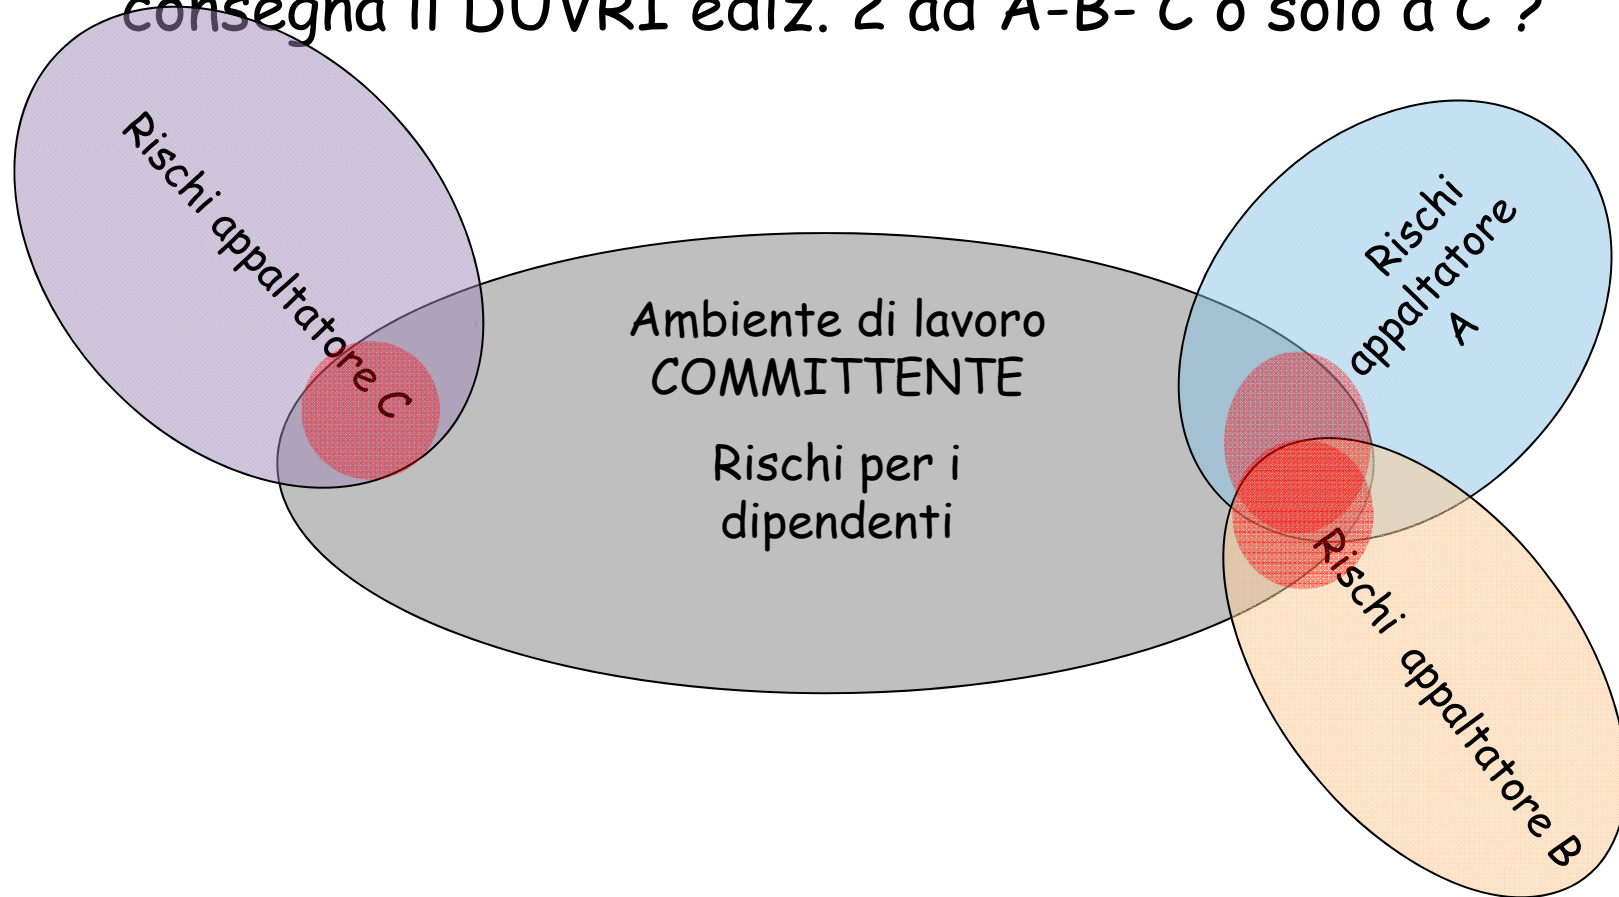 consegna il DUVRI ediz. 2 ad A-B- C o solo a C ?
Rischi appaltatore C
Ambiente di lavoro
COMMITTENTE
Rischi per i
dipendenti
Rischi
appaltatore
A
Rischi appaltatore B